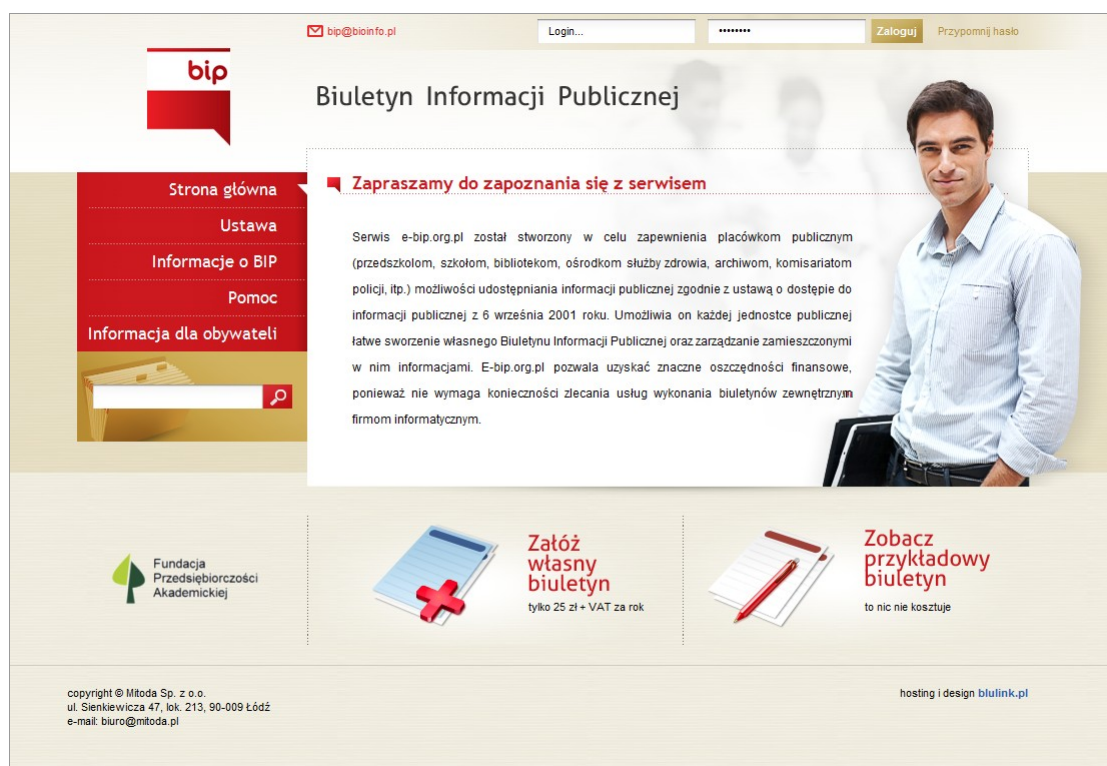 bip@bioinfo.pl
Login...
••••••••
Zaloguj
Przypomnij hasło
bip
Biuletyn Informacji Publicznej
Strona główna
Ustawa
Informacje o BIP
Pomoc
Informacja dla obywateli
Zapraszamy do zapoznania się z serwisem
Serwis e-bip.org.pl został stworzony w celu zapewnienia placówkom publicznym
(przedszkolom, szkołom, bibliotekom, ośrodkom służby zdrowia, archiwom, komisariatom
policji, itp.) możliwości udostępniania informacji publicznej zgodnie z ustawą o dostępie do
informacji publicznej z 6 września 2001 roku. Umożliwia on każdej jednostce publicznej
łatwe sworzenie własnego Biuletynu Informacji Publicznej oraz zarządzanie zamieszczonymi
w nim informacjami. E-bip.org.pl pozwala uzyskać znaczne oszczędności finansowe,
ponieważ nie wymaga konieczności zlecania usług wykonania biuletynów zewnętrznym
firmom informatycznym.
Fundacja
Przedsiębiorczości
Akademickiej
Załóż
własny
biuletyn
tylko 25 zł + VAT za rok
Zobacz
przykładowy
biuletyn
to nic nie kosztuje
copyright © Mitoda Sp. z o.o.
ul. Sienkiewicza 47, lok. 213, 90-009 Łódź
e-mail: biuro@mitoda.pl
hosting i design blulink.pl